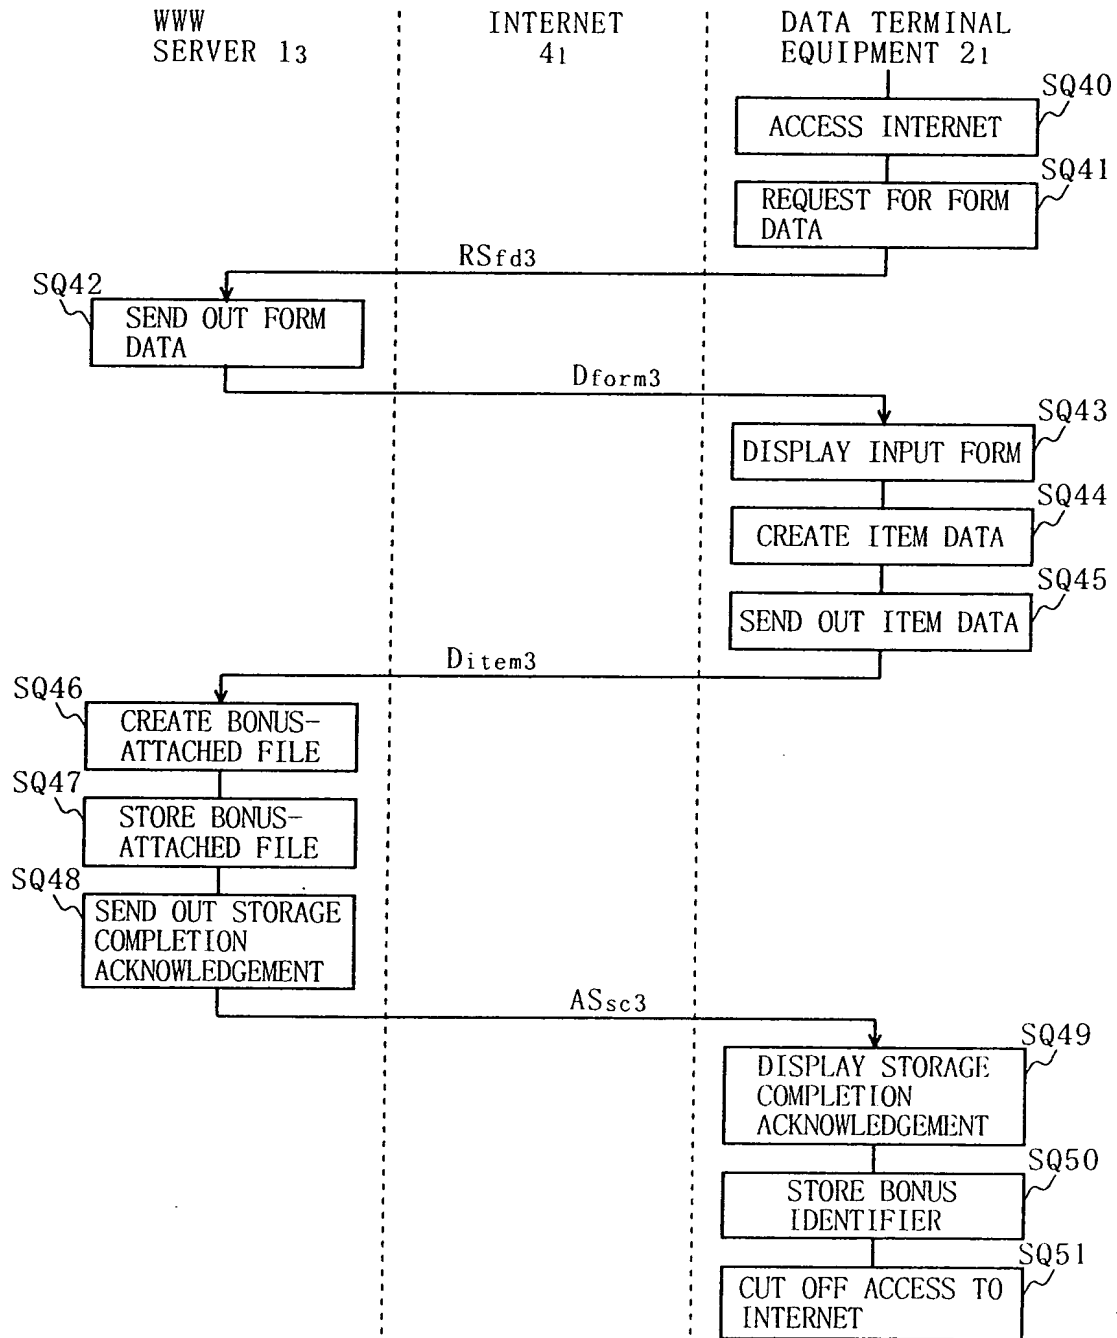 WWW
SERVER 13
INTERNET
41
DATA TERMINAL
EQUIPMENT 21
SQ40
ACCESS INTERNET
SQ41
REQUEST FOR FORM
DATA
RSfd3
SQ42
SEND OUT FORM
DATA
Dform3
SQ43
DISPLAY INPUT FORM
SQ44
CREATE ITEM DATA
SQ45
SEND OUT ITEM DATA
Ditem3
SQ46
CREATE BONUS-
ATTACHED FILE
SQ47
STORE BONUS-
ATTACHED FILE
SQ48
SEND OUT STORAGE
COMPLETION
ACKNOWLEDGEMENT
ASsc3
SQ49
DISPLAY STORAGE
COMPLETION
ACKNOWLEDGEMENT
SQ50
STORE BONUS
IDENTIFIER
SQ51
CUT OFF ACCESS TO
INTERNET